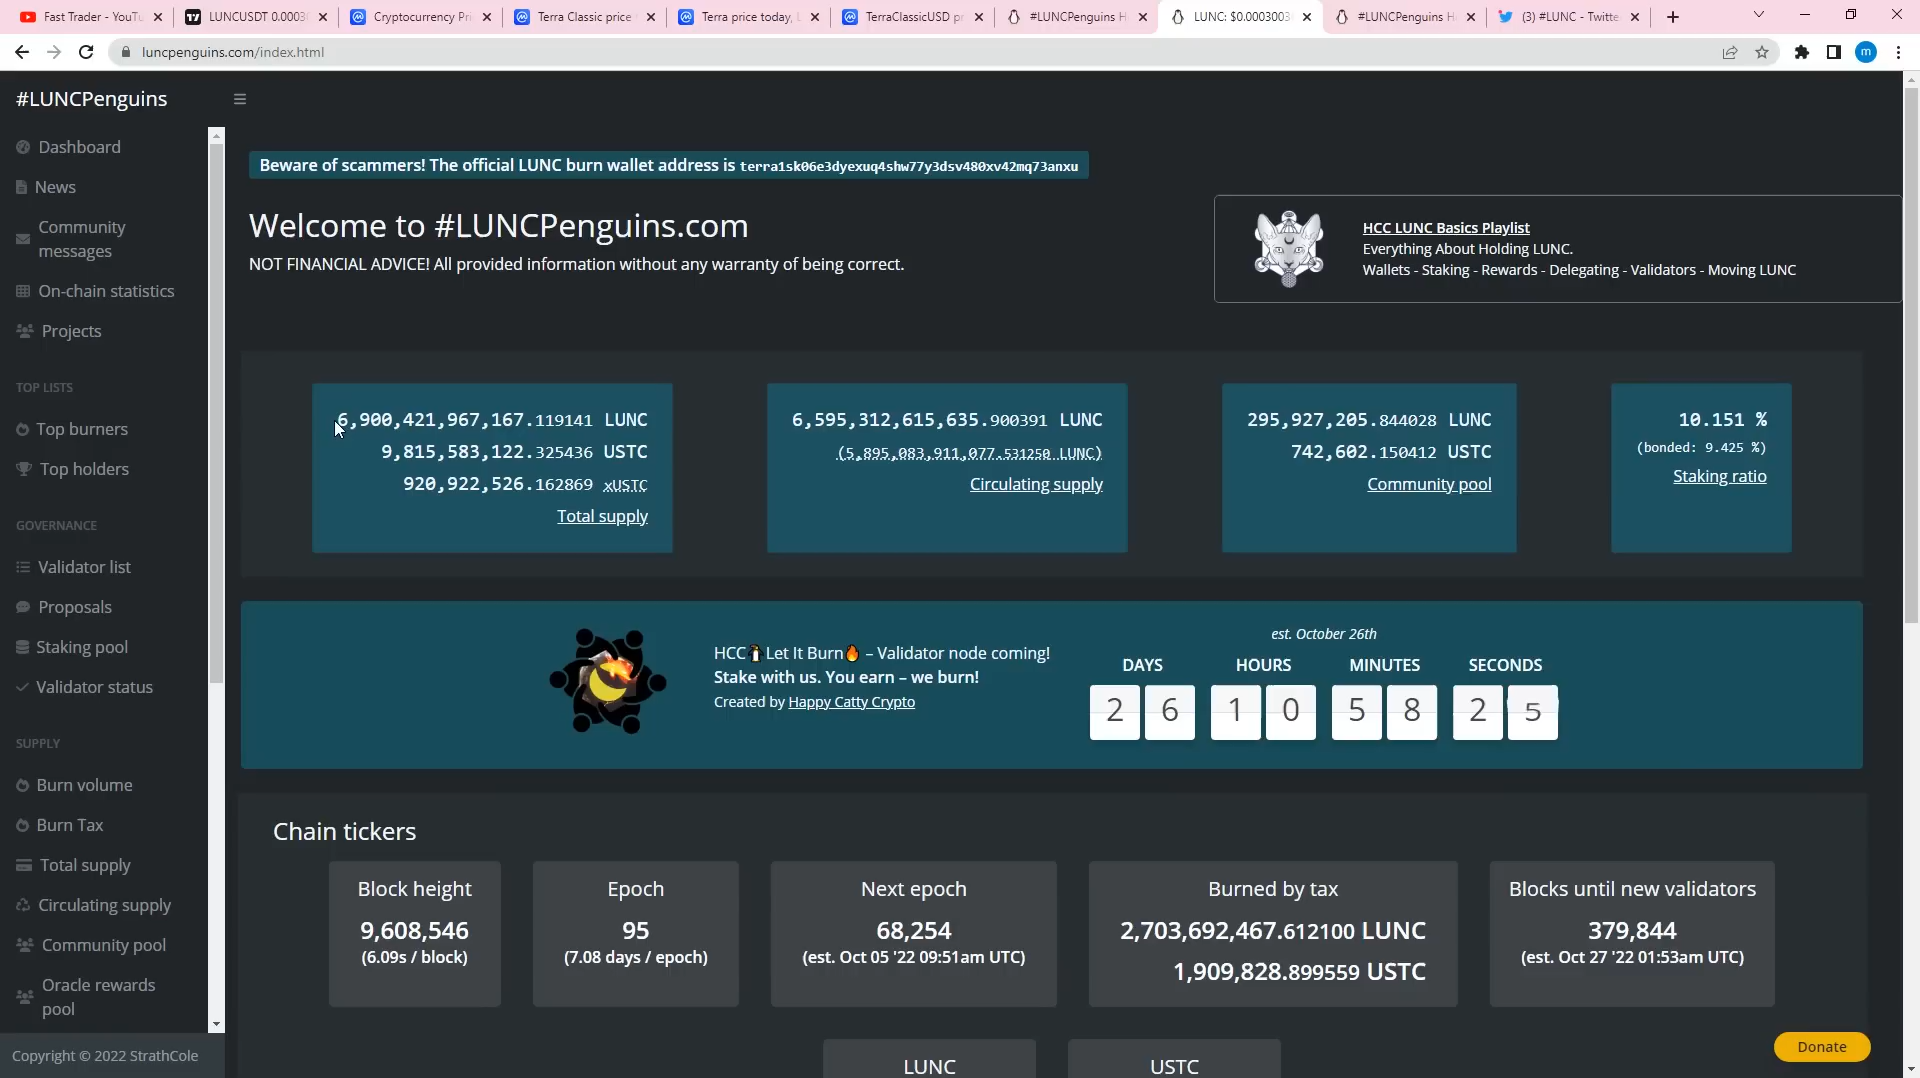 Fast Trader - YouTu
LUNCUSDT 0.0003
Cryptocurrency Pri
Terra Classic price
Terra price today,
TerraClassicUSD pr
#LUNCPenguins H
LUNC: $0.0003003
#LUNCPenguins H
(3) #LUNC - Twitte
luncpenguins.com/index.html
m
#LUNCPenguins
Dashboard
News
Community
messages
On-chain statistics
Projects
TOP LISTS
Top burners
Top holders
GOVERNANCE
Validator list
Proposals
Staking pool
Validator status
SUPPLY
Burn volume
Burn Tax
Total supply
Circulating supply
Community pool
Oracle rewards
pool
Copyright © 2022 StrathCole
Beware of scammers! The official LUNC burn wallet address is terra1sk06e3dyexuq4shw77y3dsv480xv42mq73anxu
Welcome to #LUNCPenguins.com
NOT FINANCIAL ADVICE! All provided information without any warranty of being correct.
HCC LUNC Basics Playlist
Everything About Holding LUNC.
Wallets - Staking - Rewards - Delegating - Validators - Moving LUNC
6,900,421,967,167.119141 LUNC
9,815,583,122.325436 USTC
920,922,526.162869 xUSTC
Total supply
6,595,312,615,635.900391 LUNC
(5,895,083,911,077.531250 LUNC)
Circulating supply
295,927,205.844028 LUNC
742,602.150412 USTC
Community pool
10.151 %
(bonded: 9.425 %)
Staking ratio
HCC🐧Let It Burn🔥 – Validator node coming!
Stake with us. You earn – we burn!
Created by Happy Catty Crypto
est. October 26th
DAYS HOURS MINUTES SECONDS
2 6 1 0 5 8 2 5
Chain tickers
Block height
9,608,546
(6.09s / block)
Epoch
95
(7.08 days / epoch)
Next epoch
68,254
(est. Oct 05 '22 09:51am UTC)
Burned by tax
2,703,692,467.612100 LUNC
1,909,828.899559 USTC
Blocks until new validators
379,844
(est. Oct 27 '22 01:53am UTC)
LUNC
USTC
Donate